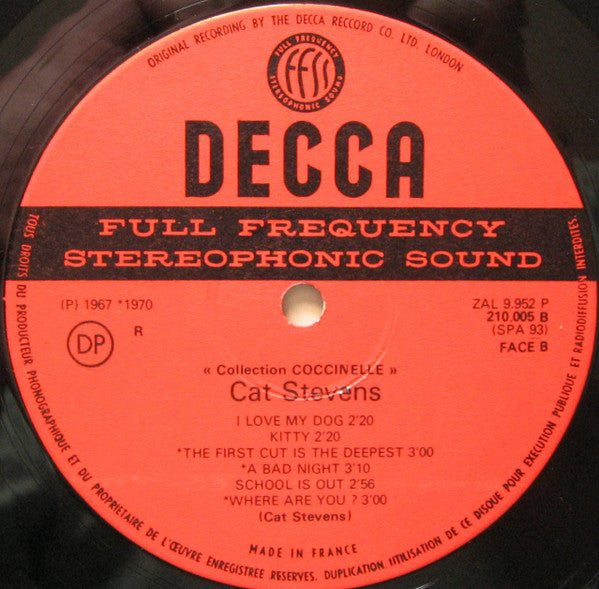 ORIGINAL RECORDING BY THE DECCA RECCORD CO. LTD. LONDON
FULL FREQUENCY
ffss
STEREOPHONIC SOUND
DECCA
FULL FREQUENCY
STEREOPHONIC SOUND
(P) 1967 *1970
DP
R
ZAL 9.952 P
210.005 B
(SPA 93)
FACE B
« Collection COCCINELLE »
Cat Stevens
I LOVE MY DOG 2'20
KITTY 2'20
*THE FIRST CUT IS THE DEEPEST 3'00
*A BAD NIGHT 3'10
SCHOOL IS OUT 2'56
*WHERE ARE YOU ? 3'00
(Cat Stevens)
MADE IN FRANCE
TOUS DROITS DU PRODUCTEUR PHONOGRAPHIQUE ET DU PROPRIETAIRE DE L'ŒUVRE ENREGISTREE RESERVES. DUPLICATION. UTILISATION DE CE DISQUE POUR EXECUTION PUBLIQUE ET RADIODIFFUSION INTERDITES.